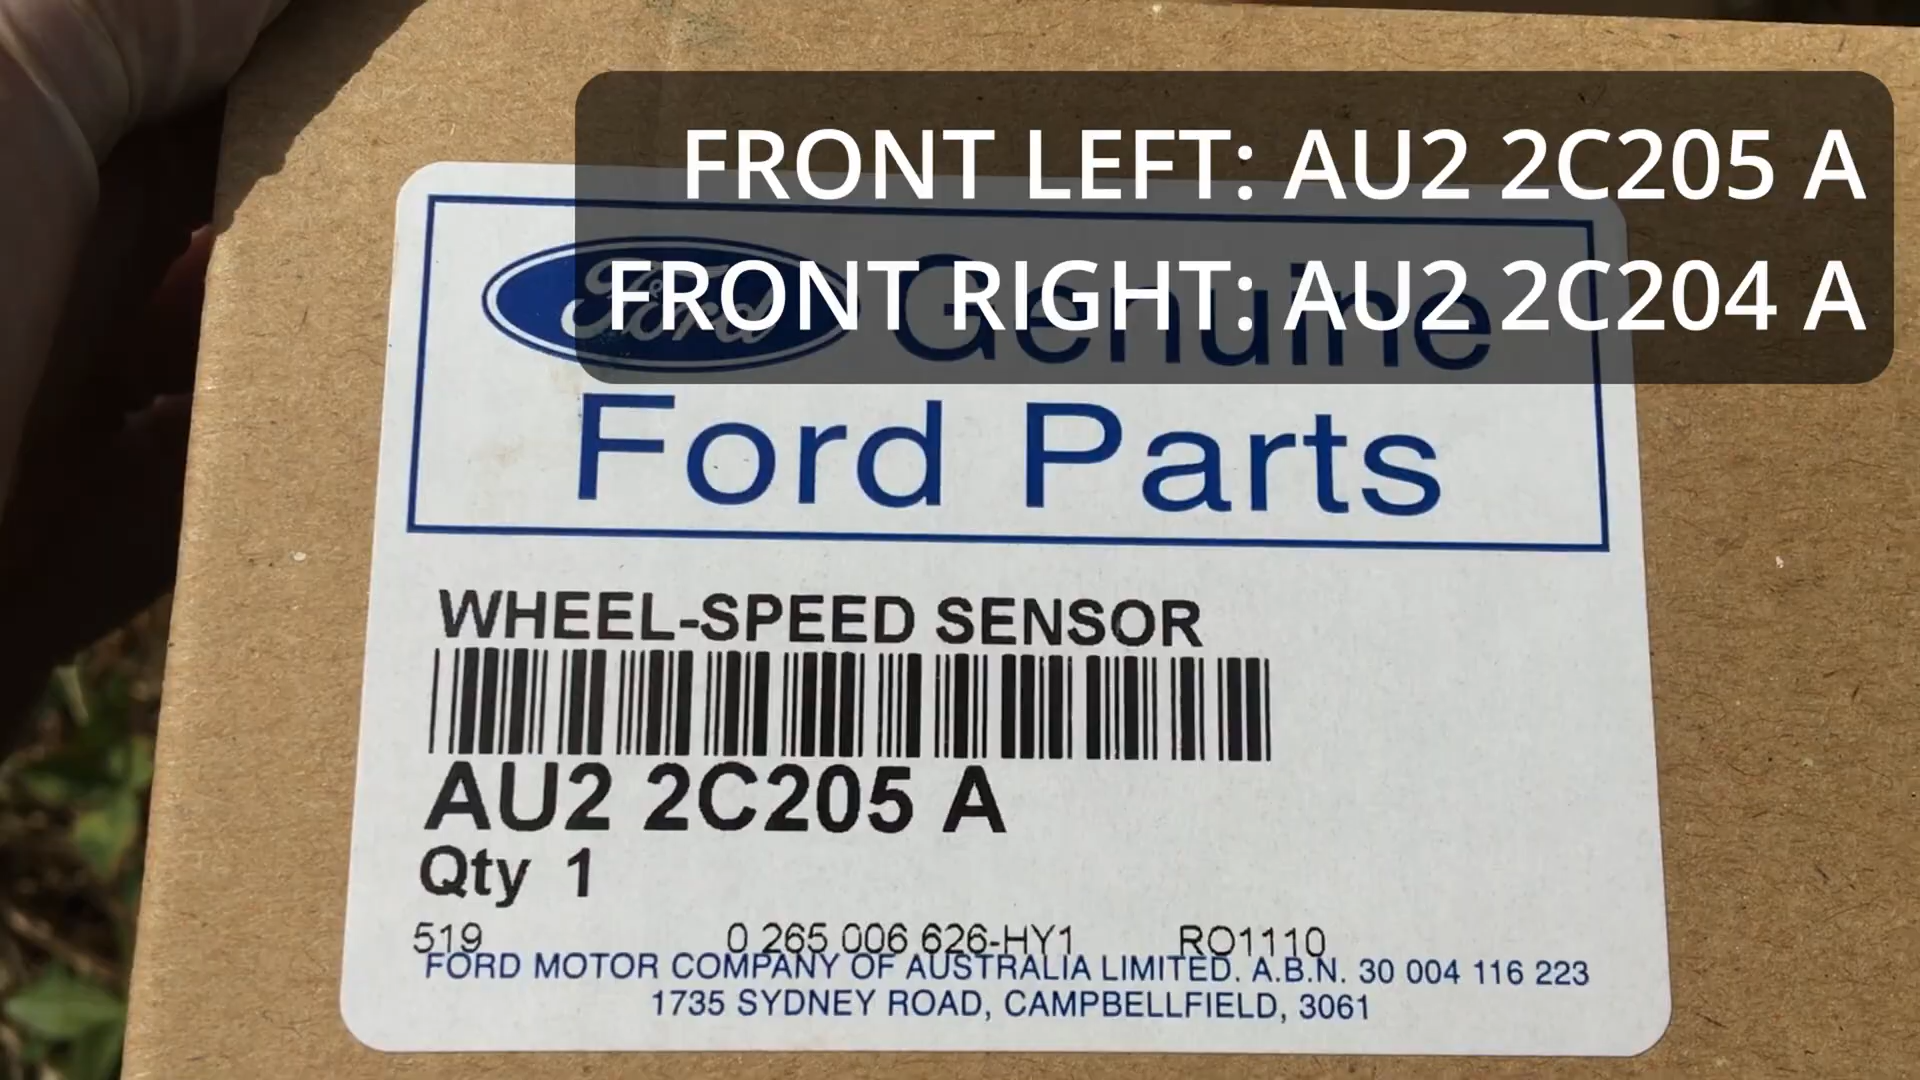 FRONT LEFT: AU2 2C205 A
FRONT RIGHT: AU2 2C204 A
Ford Genuine
Ford Parts
WHEEL-SPEED SENSOR
AU2 2C205 A
Qty 1
519 0 265 006 626-HY1 RO1110
FORD MOTOR COMPANY OF AUSTRALIA LIMITED. A.B.N. 30 004 116 223
1735 SYDNEY ROAD, CAMPBELLFIELD, 3061